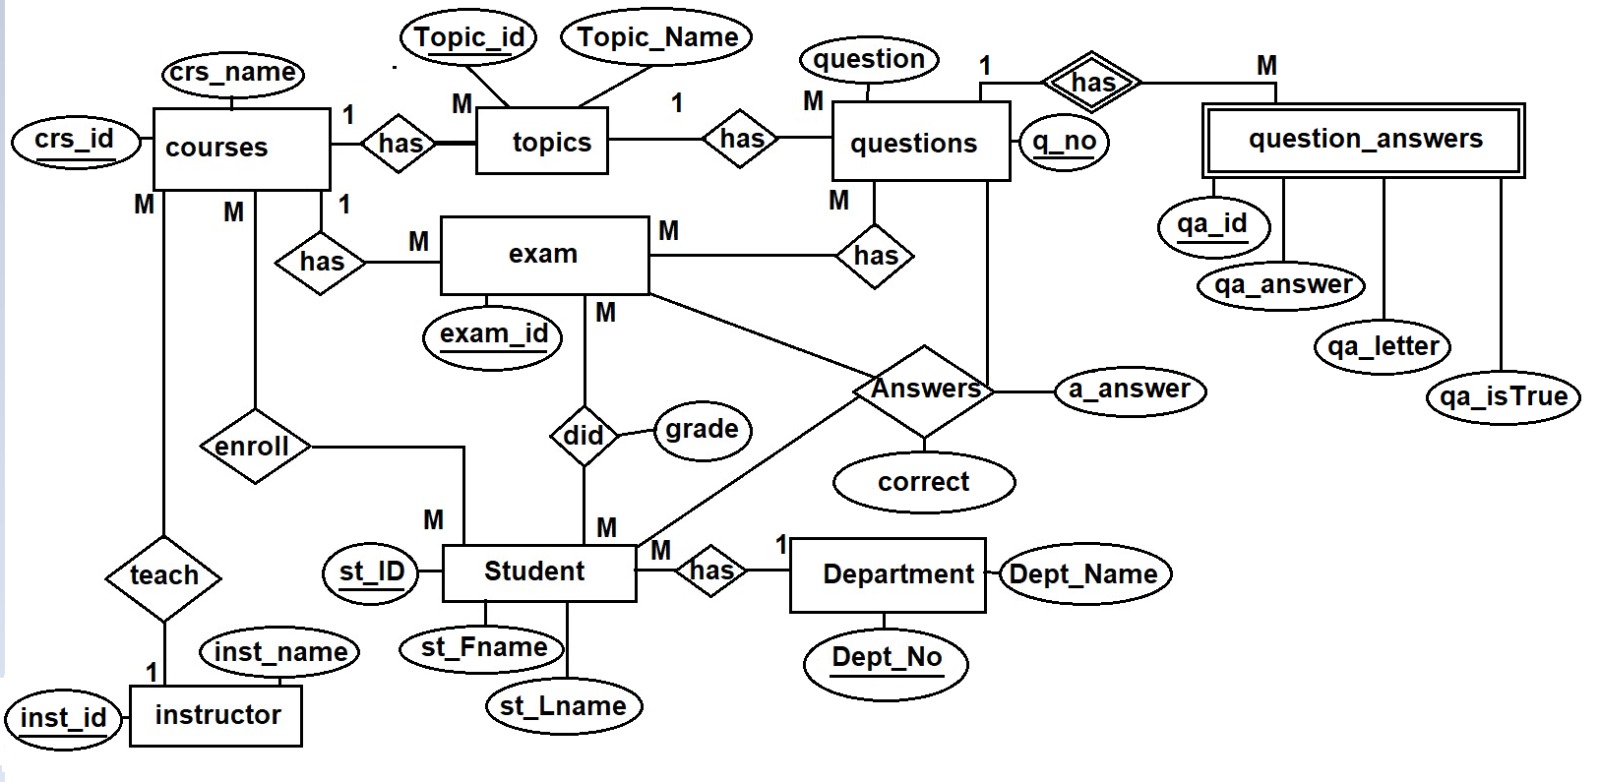 Topic_id
Topic_Name
question
1
has
M
crs_name
crs_id
courses
1
has
M
topics
1
has
M
questions
q_no
question_answers
M
M
1
has
M
exam
M
M
has
qa_id
qa_answer
qa_letter
qa_isTrue
exam_id
M
Answers
a_answer
correct
enroll
did
grade
M
M
teach
st_ID
Student
M
has
1
Department
Dept_Name
st_Fname
st_Lname
Dept_No
1
inst_name
inst_id
instructor